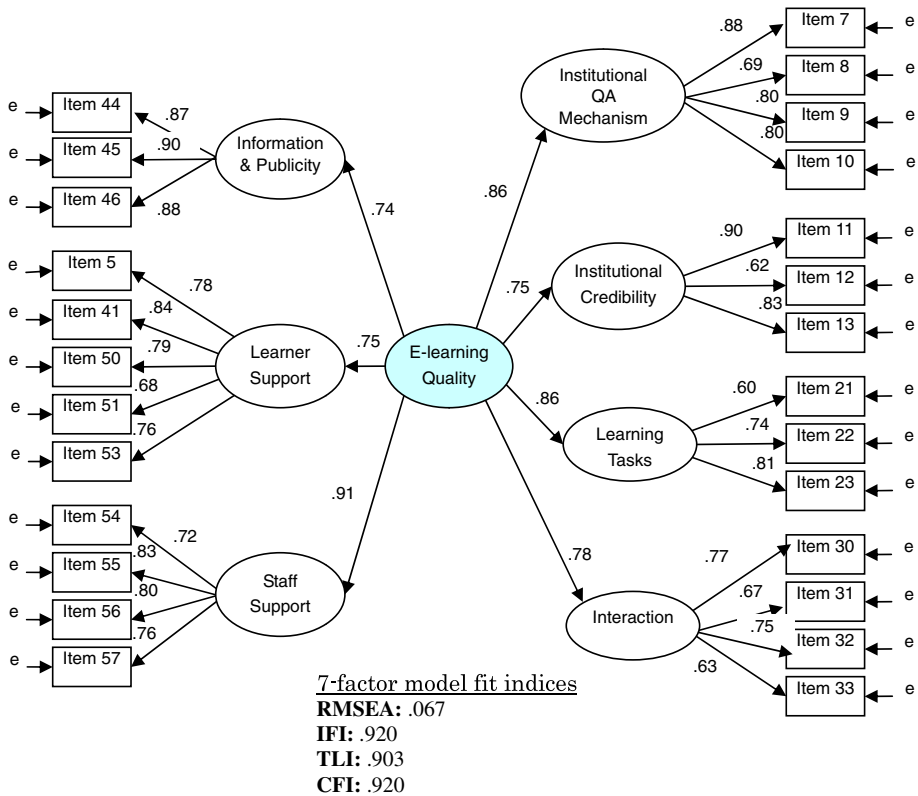 e
Item 44
.87
e
Item 45
.90
e
Item 46
.88
Information
& Publicity
.74
e
Item 5
.78
e
Item 41
.84
e
Item 50
.79
e
Item 51
.68
e
Item 53
.76
Learner
Support
.75
e
Item 54
.72
e
Item 55
.83
e
Item 56
.80
e
Item 57
.76
Staff
Support
.91
E-learning
Quality
.86
Institutional
QA
Mechanism
.88
Item 7
e
.69
Item 8
e
.80
Item 9
e
.80
Item 10
e
.75
Institutional
Credibility
.90
Item 11
e
.62
Item 12
e
.83
Item 13
e
.86
Learning
Tasks
.60
Item 21
e
.74
Item 22
e
.81
Item 23
e
.78
Interaction
.77
Item 30
e
.67
Item 31
e
.75
Item 32
e
.63
Item 33
e
7-factor model fit indices
RMSEA: .067
IFI: .920
TLI: .903
CFI: .920